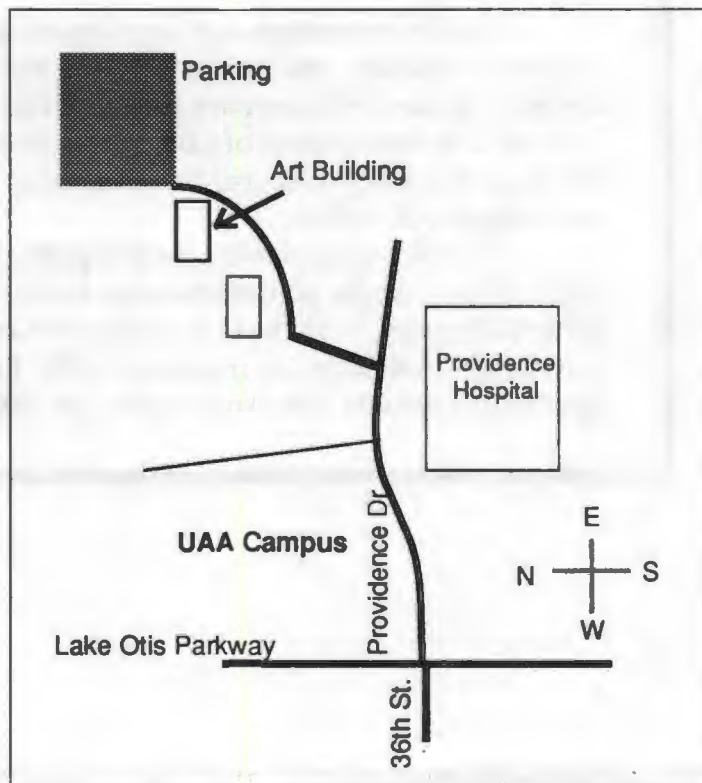 Parking
Art Building
Providence
Hospital
Providence Dr
UAA Campus
E
N
S
W
Lake Otis Parkway
36th St.